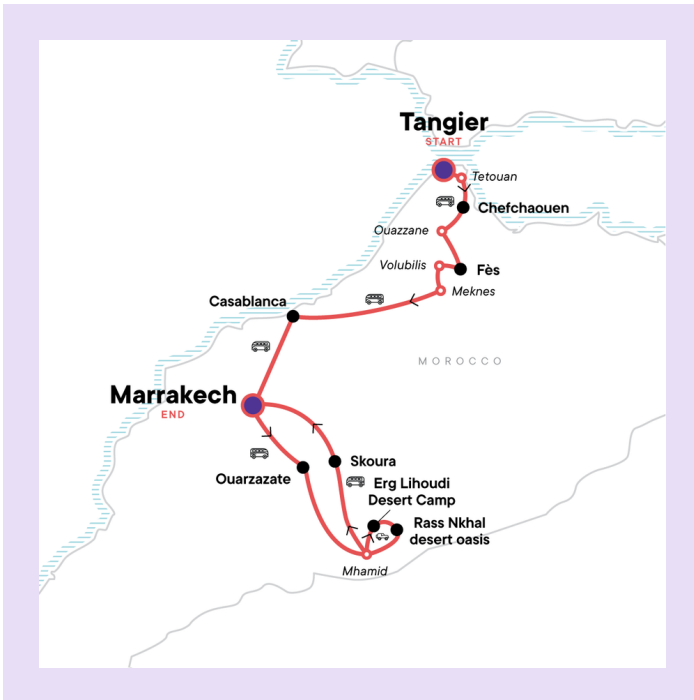 Tangier
START
Tetouan
Chefchaouen
Ouazzane
Volubilis
Fès
Meknes
Casablanca
MOROCCO
Marrakech
END
Skoura
Ouarzazate
Erg Lihoudi
Desert Camp
Rass Nkhal
desert oasis
Mhamid